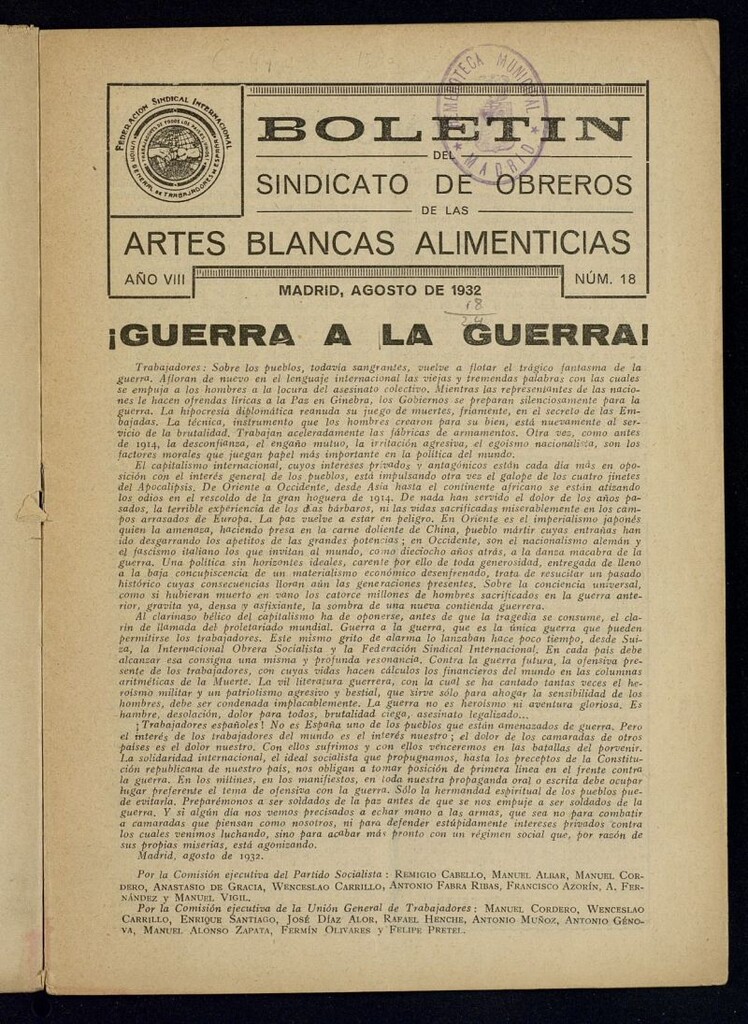 FEDERACIÓN SINDICAL INTERNACIONAL
UNIÓN GENERAL DE TRABAJADORES
HEMEROTECA MUNICIPAL
★ MADRID ★
BOLETIN
DEL
SINDICATO DE OBREROS
DE LAS
ARTES BLANCAS ALIMENTICIAS
AÑO VIII
MADRID, AGOSTO DE 1932
NÚM. 18
18
24
¡GUERRA A LA GUERRA!
Trabajadores: Sobre los pueblos, todavía sangrantes, vuelve a flotar el trágico fantasma de la
guerra. Afloran de nuevo en el lenguaje internacional las viejas y tremendas palabras con las cuales
se empuja a los hombres a la locura del asesinato colectivo. Mientras las representantes de las nacio-
nes le hacen ofrendas líricas a la Paz en Ginebra, los Gobiernos se preparan silenciosamente para la
guerra. La hipocresía diplomática reanuda su juego de muertes, fríamente, en el secreto de las Em-
bajadas. La técnica, instrumento que los hombres crearon para su bien, está nuevamente al ser-
vicio de la brutalidad. Trabajan aceleradamente las fábricas de armamentos. Otra vez, como antes
de 1914, la desconfianza, el engaño mutuo, la irritación agresiva, el egoísmo nacionalista, son los
factores morales que juegan papel más importante en la política del mundo.
El capitalismo internacional, cuyos intereses privados y antagónicos están cada día más en opo-
sición con el interés general de los pueblos, está impulsando otra vez el galope de los cuatro jinetes
del Apocalipsis. De Oriente a Occidente, desde Asia hasta el continente africano se están atizando
los odios en el rescoldo de la gran hoguera de 1914. De nada han servido el dolor de los años pa-
sados, la terrible experiencia de los días bárbaros, ni las vidas sacrificadas miserablemente en los cam-
pos arrasados de Europa. La paz vuelve a estar en peligro. En Oriente es el imperialismo japonés
quien la amenaza, haciendo presa en la carne doliente de China, pueblo mártir cuyas entrañas han
ido desgarrando los apetitos de las grandes potencias; en Occidente, son el nacionalismo alemán y
el fascismo italiano los que invitan al mundo, como dieciocho años atrás, a la danza macabra de la
guerra. Una política sin horizontes ideales, carente por ello de toda generosidad, entregada de lleno
a la baja concupiscencia de un materialismo económico desenfrenado, trata de resucitar un pasado
histórico cuyas consecuencias lloran aún las generaciones presentes. Sobre la conciencia universal,
como si hubieran muerto en vano los catorce millones de hombres sacrificados en la guerra ante-
rior, gravita ya, densa y asfixiante, la sombra de una nueva contienda guerrera.
Al clarinazo bélico del capitalismo ha de oponerse, antes de que la tragedia se consume, el cla-
rín de llamada del proletariado mundial. Guerra a la guerra, que es la única guerra que pueden
permitirse los trabajadores. Este mismo grito de alarma lo lanzaban hace poco tiempo, desde Sui-
za, la Internacional Obrera Socialista y la Federación Sindical Internacional. En cada país debe
alcanzar esa consigna una misma y profunda resonancia. Contra la guerra futura, la ofensiva pre-
sente de los trabajadores, con cuyas vidas hacen cálculos los financieros del mundo en las columnas
aritméticas de la Muerte. La vil literatura guerrera, con la cual se ha cantado tantas veces el he-
roísmo militar y un patriotismo agresivo y bestial, que sirve sólo para ahogar la sensibilidad de los
hombres, debe ser condenada implacablemente. La guerra no es heroísmo ni aventura gloriosa. Es
hambre, desolación, dolor para todos, brutalidad ciega, asesinato legalizado...
¡Trabajadores españoles! No es España uno de los pueblos que están amenazados de guerra. Pero
el interés de los trabajadores del mundo es el interés nuestro; el dolor de los camaradas de otros
países es el dolor nuestro. Con ellos sufrimos y con ellos venceremos en las batallas del porvenir.
La solidaridad internacional, el ideal socialista que propugnamos, hasta los preceptos de la Constitu-
ción republicana de nuestro país, nos obligan a tomar posición de primera línea en el frente contra
la guerra. En los mítines, en los manifiestos, en toda nuestra propaganda oral o escrita debe ocupar
lugar preferente el tema de ofensiva con la guerra. Sólo la hermandad espiritual de los pueblos pue-
de evitarla. Preparémonos a ser soldados de la paz antes de que se nos empuje a ser soldados de la
guerra. Y si algún día nos vemos precisados a echar mano a las armas, que sea no para combatir
a camaradas que piensan como nosotros, ni para defender estúpidamente intereses privados contra
los cuales venimos luchando, sino para acabar más pronto con un régimen social que, por razón de
sus propias miserias, está agonizando.
Madrid, agosto de 1932.
Por la Comisión ejecutiva del Partido Socialista: REMIGIO CABELLO, MANUEL ALBAR, MANUEL COR-
DERO, ANASTASIO DE GRACIA, WENCESLAO CARRILLO, ANTONIO FABRA RIBAS, FRANCISCO AZORÍN, A. FER-
NÁNDEZ y MANUEL VIGIL.
Por la Comisión ejecutiva de la Unión General de Trabajadores: MANUEL CORDERO, WENCESLAO
CARRILLO, ENRIQUE SANTIAGO, JOSÉ DÍAZ ALOR, RAFAEL HENCHE, ANTONIO MUÑOZ, ANTONIO GÉNO-
VA, MANUEL ALONSO ZAPATA, FERMÍN OLIVARES y FELIPE PRETEL.